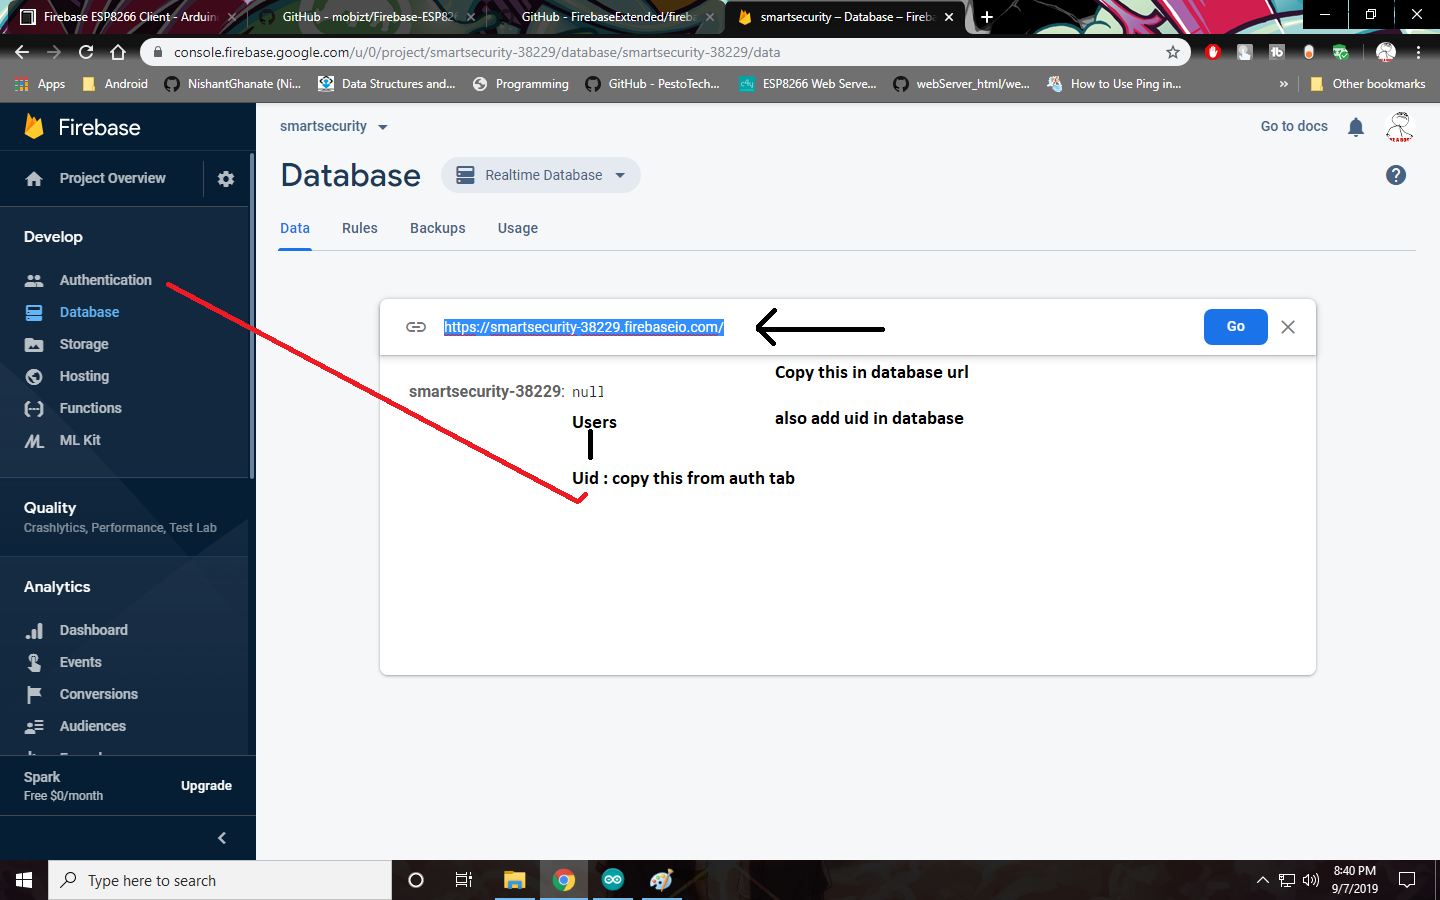 Firebase ESP8266 Client - Arduin
GitHub - mobizt/Firebase-ESP826
GitHub - FirebaseExtended/fireba
smartsecurity – Database – Fireba
console.firebase.google.com/u/0/project/smartsecurity-38229/database/smartsecurity-38229/data
Apps
Android
NishantGhanate (Ni...
Data Structures and...
Programming
GitHub - PestoTech...
ESP8266 Web Serve...
webServer_html/we...
How to Use Ping in...
»
Other bookmarks
Firebase
smartsecurity
Go to docs
Project Overview
Database
Realtime Database
?
Data
Rules
Backups
Usage
Develop
Authentication
Database
Storage
Hosting
Functions
ML Kit
https://smartsecurity-38229.firebaseio.com/
Go
Copy this in database url
smartsecurity-38229: null
also add uid in database
Users
Uid : copy this from auth tab
Quality
Crashlytics, Performance, Test Lab
Analytics
Dashboard
Events
Conversions
Audiences
Spark
Free $0/month
Upgrade
Type here to search
8:40 PM
9/7/2019